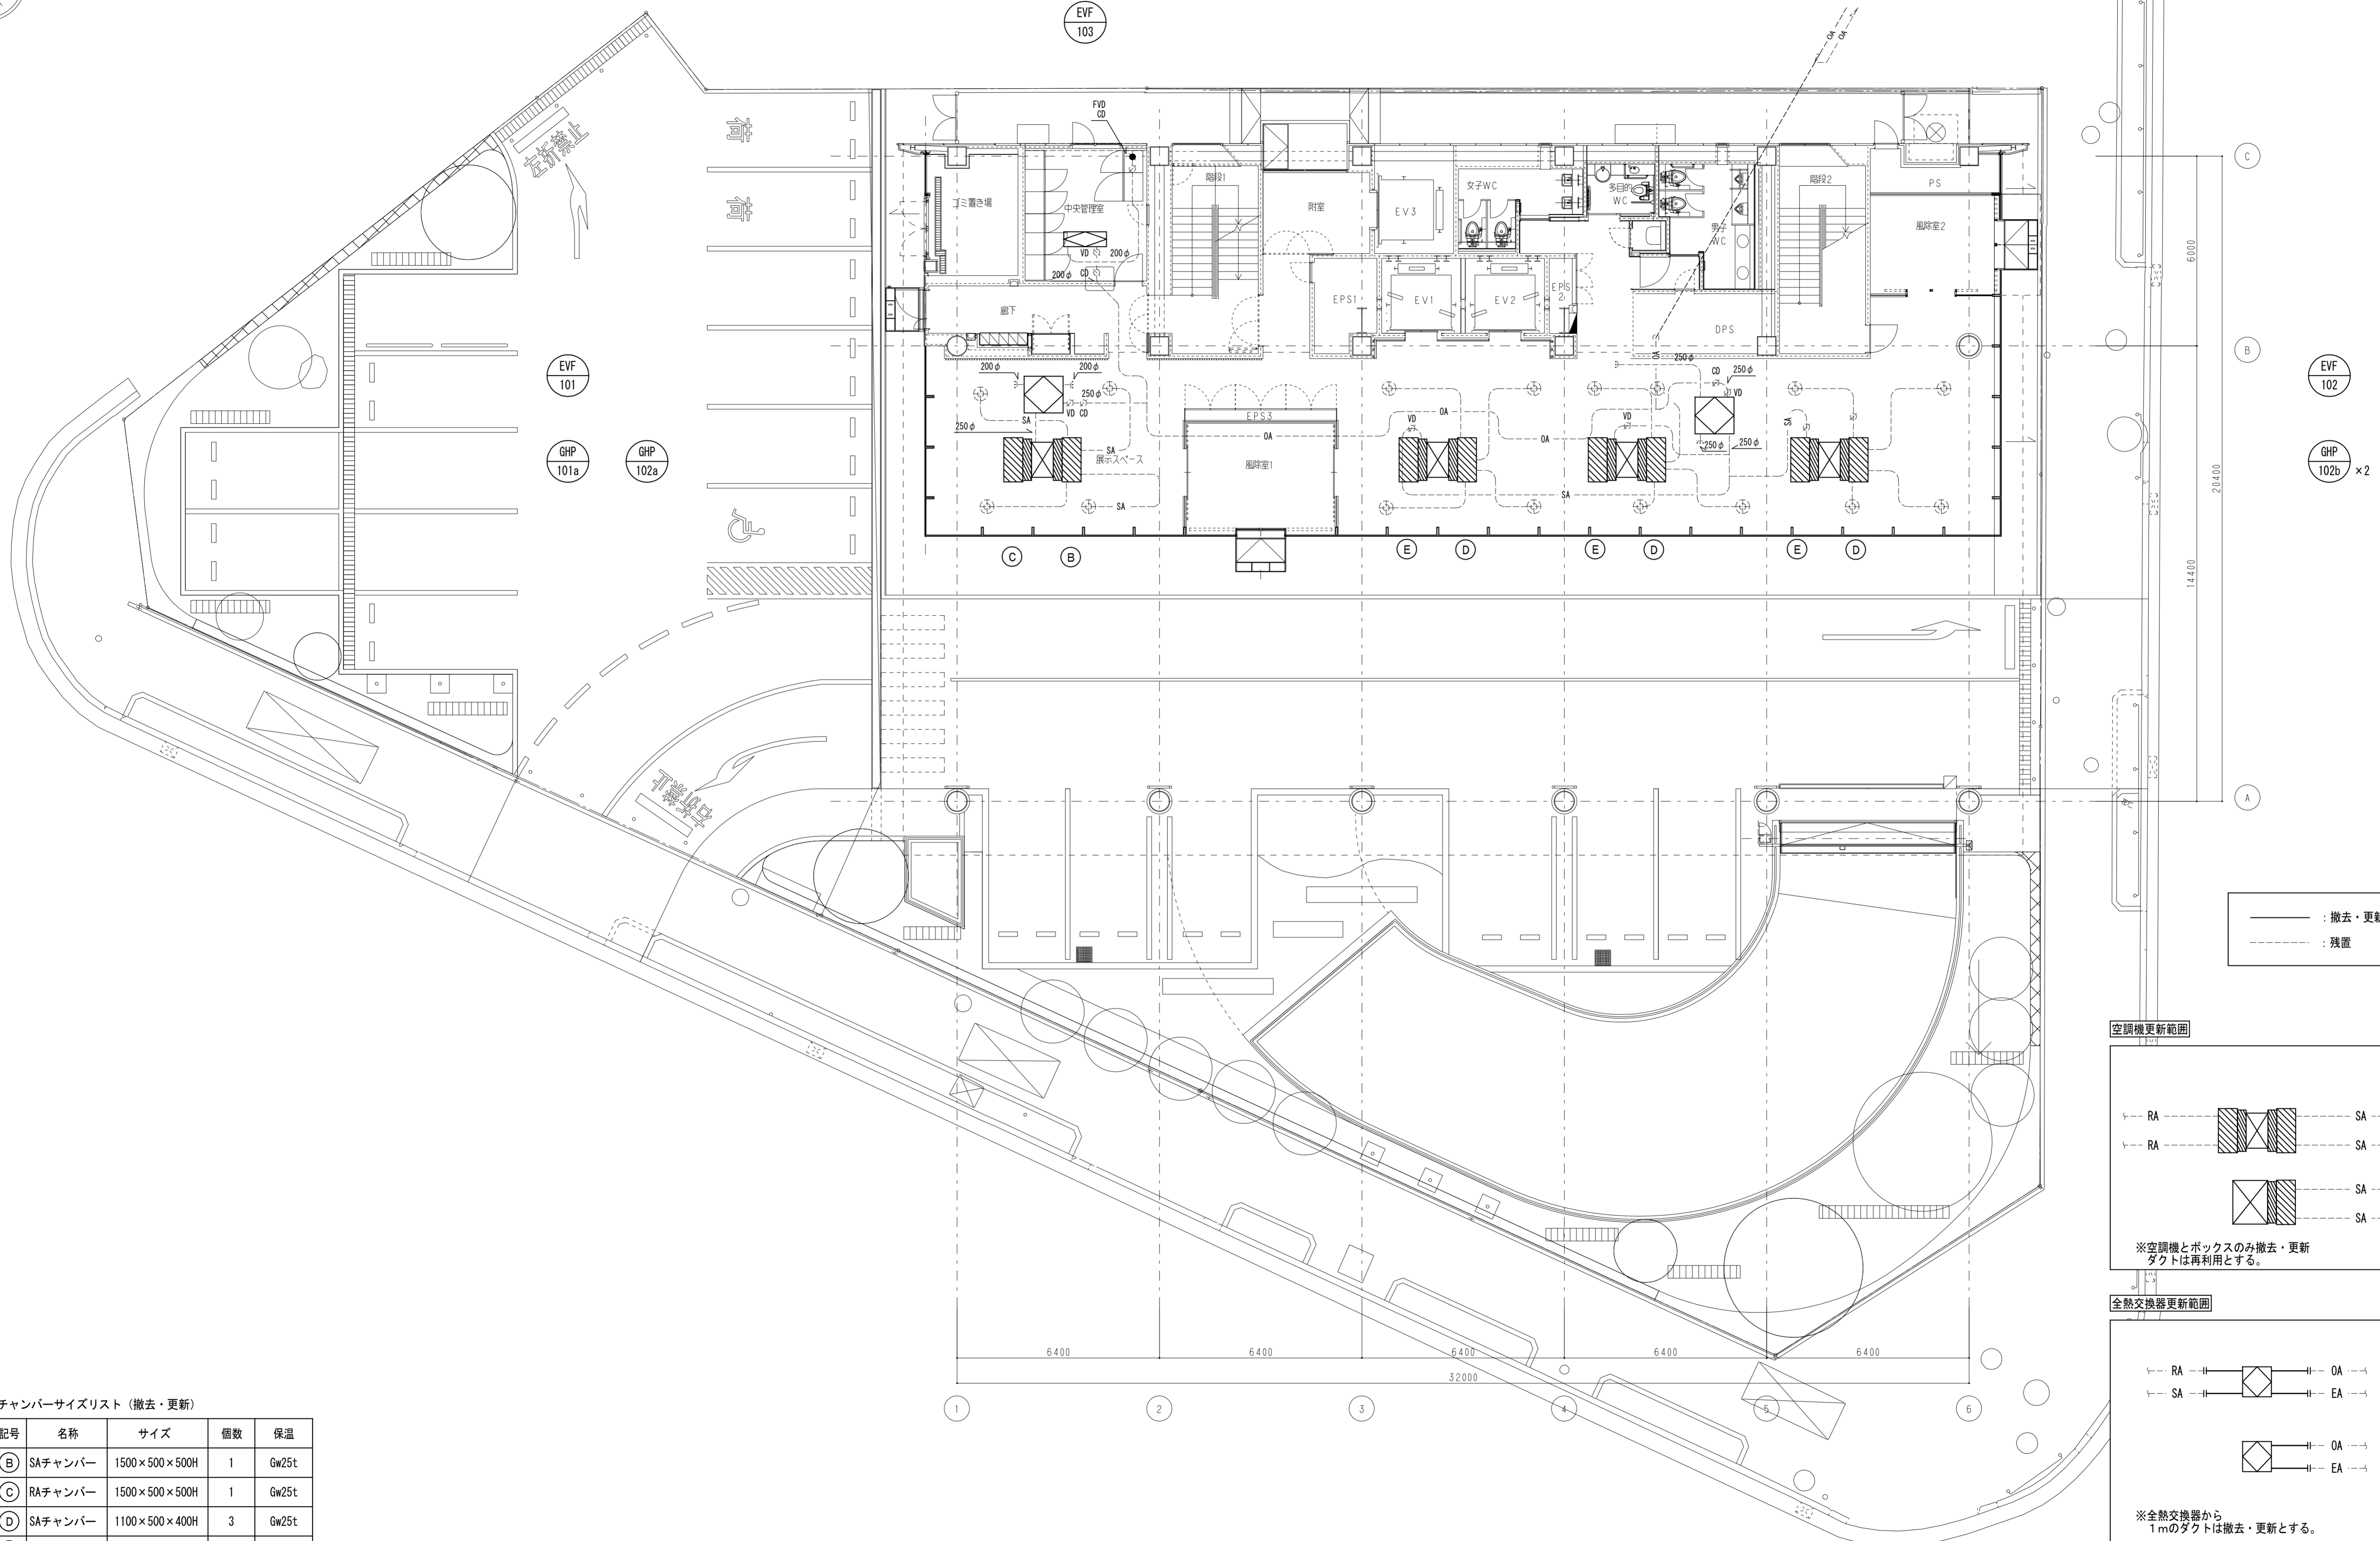 EVF
103
FVD
CD
左折禁止
荷
荷
ゴミ置き場
中央管理室
VD
200φ
200φ
CD
廊下
階段1
附室
EV3
EPS1
EV1
EV2
EPS
2
女子WC
多目的
WC
男子
WC
DPS
階段2
PS
風除室2
OA
OA
C
6000
B
EVF
101
EVF
102
GHP
101a
GHP
102a
GHP
102b
×2
20400
14400
A
200φ
200φ
250φ
VD CD
SA
250φ
SA
展示スペース
SA
EPS3
風除室1
OA
OA
OA
VD
VD
OA
250φ
CD
250φ
VD
250φ
250φ
SA
SA
C
B
E
D
E
D
E
D
右折禁止
：撤去・更新
：残置
空調機更新範囲
RA
SA
RA
SA
SA
SA
※空調機とボックスのみ撤去・更新
ダクトは再利用とする。
全熱交換器更新範囲
RA
OA
SA
EA
OA
EA
※全熱交換器から
1mのダクトは撤去・更新とする。
6400
6400
6400
6400
6400
32000
1
2
3
4
5
6
チャンバーサイズリスト（撤去・更新）
記号 名称 サイズ 個数 保温
B SAチャンバー 1500×500×500H 1 Gw25t
C RAチャンバー 1500×500×500H 1 Gw25t
D SAチャンバー 1100×500×400H 3 Gw25t